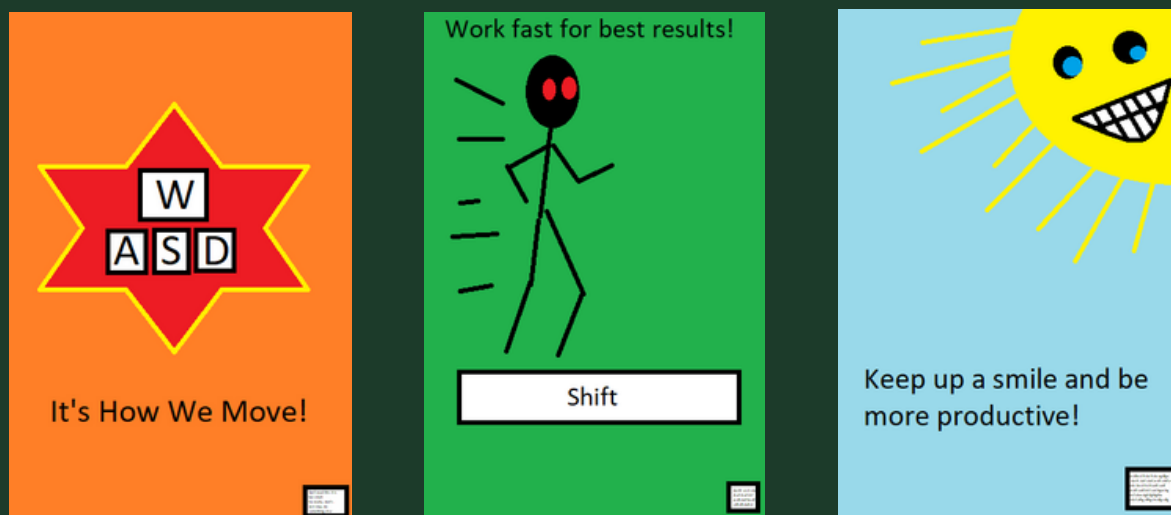 W
A S D
It's How We Move!
Work fast for best results!
Shift
Keep up a smile and be
more productive!